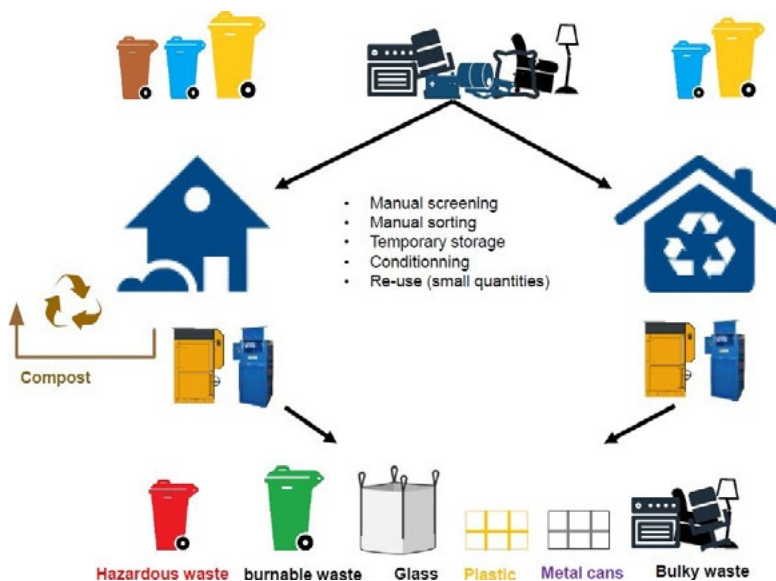 • Manual screening
• Manual sorting
• Temporary storage
• Conditionning
• Re-use (small quantities)
Compost
Hazardous waste burnable waste Glass Plastic Metal cans Bulky waste